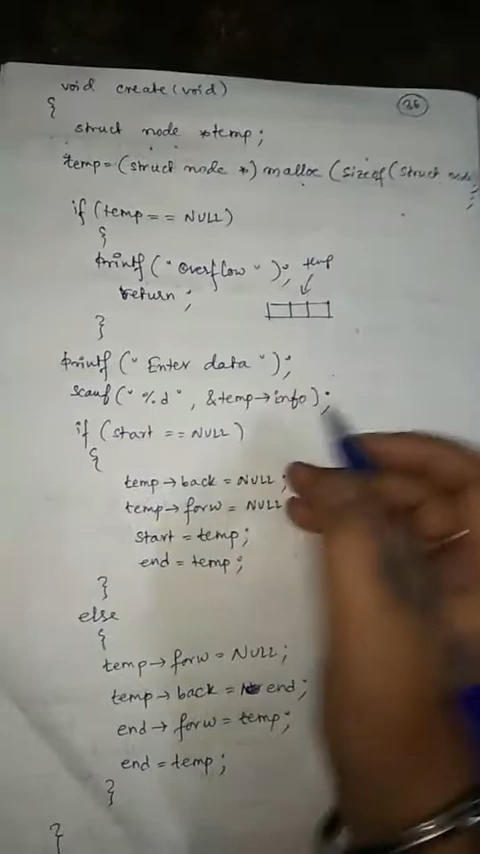 void create(void)
36
{
struct node *temp;
temp=(struct node *) malloc (sizeof(struct node
;
if (temp == NULL)
{
printf("overflow");
temp
return;
}
printf("Enter data");
scanf("%d", &temp→info);
if (start == NULL)
{
temp→back = NULL;
temp→forw = NULL
start = temp;
end = temp;
}
else
{
temp→forw = NULL;
temp→back = end;
end→forw = temp;
end = temp;
}
}